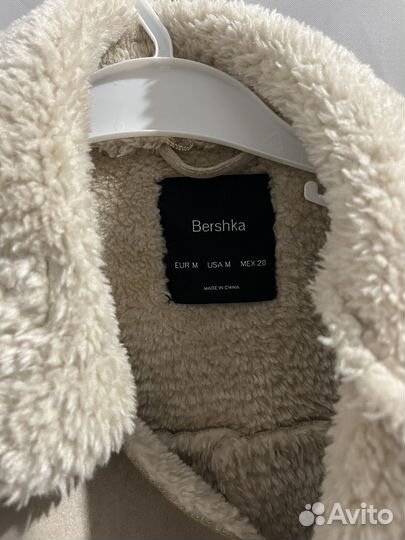 Bershka
EUR M USA M MEX 28
MADE IN CHINA
Avito